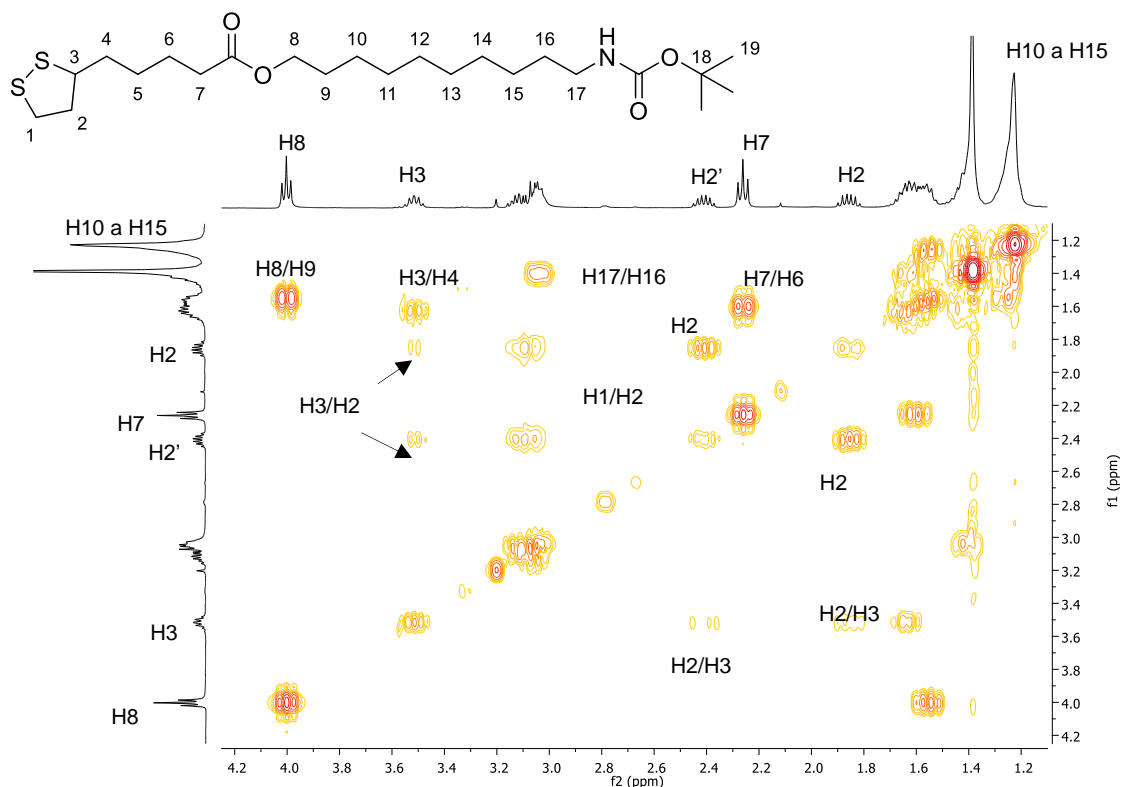 O
4 6 8 10 12 14 16 H 18 19
S 3 O N O
S
5 7 9 11 13 15 17 O
1 2
H10 a H15
H8 H7
H3 H2' H2
H10 a H15
H8/H9 H3/H4 H17/H16 H7/H6
H2 H2
H3/H2 H1/H2
H7
H2' H2
H3 H2/H3
H2/H3
H8
1.2
1.4
1.6
1.8
2.0
2.2
2.4
2.6
2.8
3.0
3.2
3.4
3.6
3.8
4.0
4.2
f1 (ppm)
4.2 4.0 3.8 3.6 3.4 3.2 3.0 2.8 2.6 2.4 2.2 2.0 1.8 1.6 1.4 1.2
f2 (ppm)